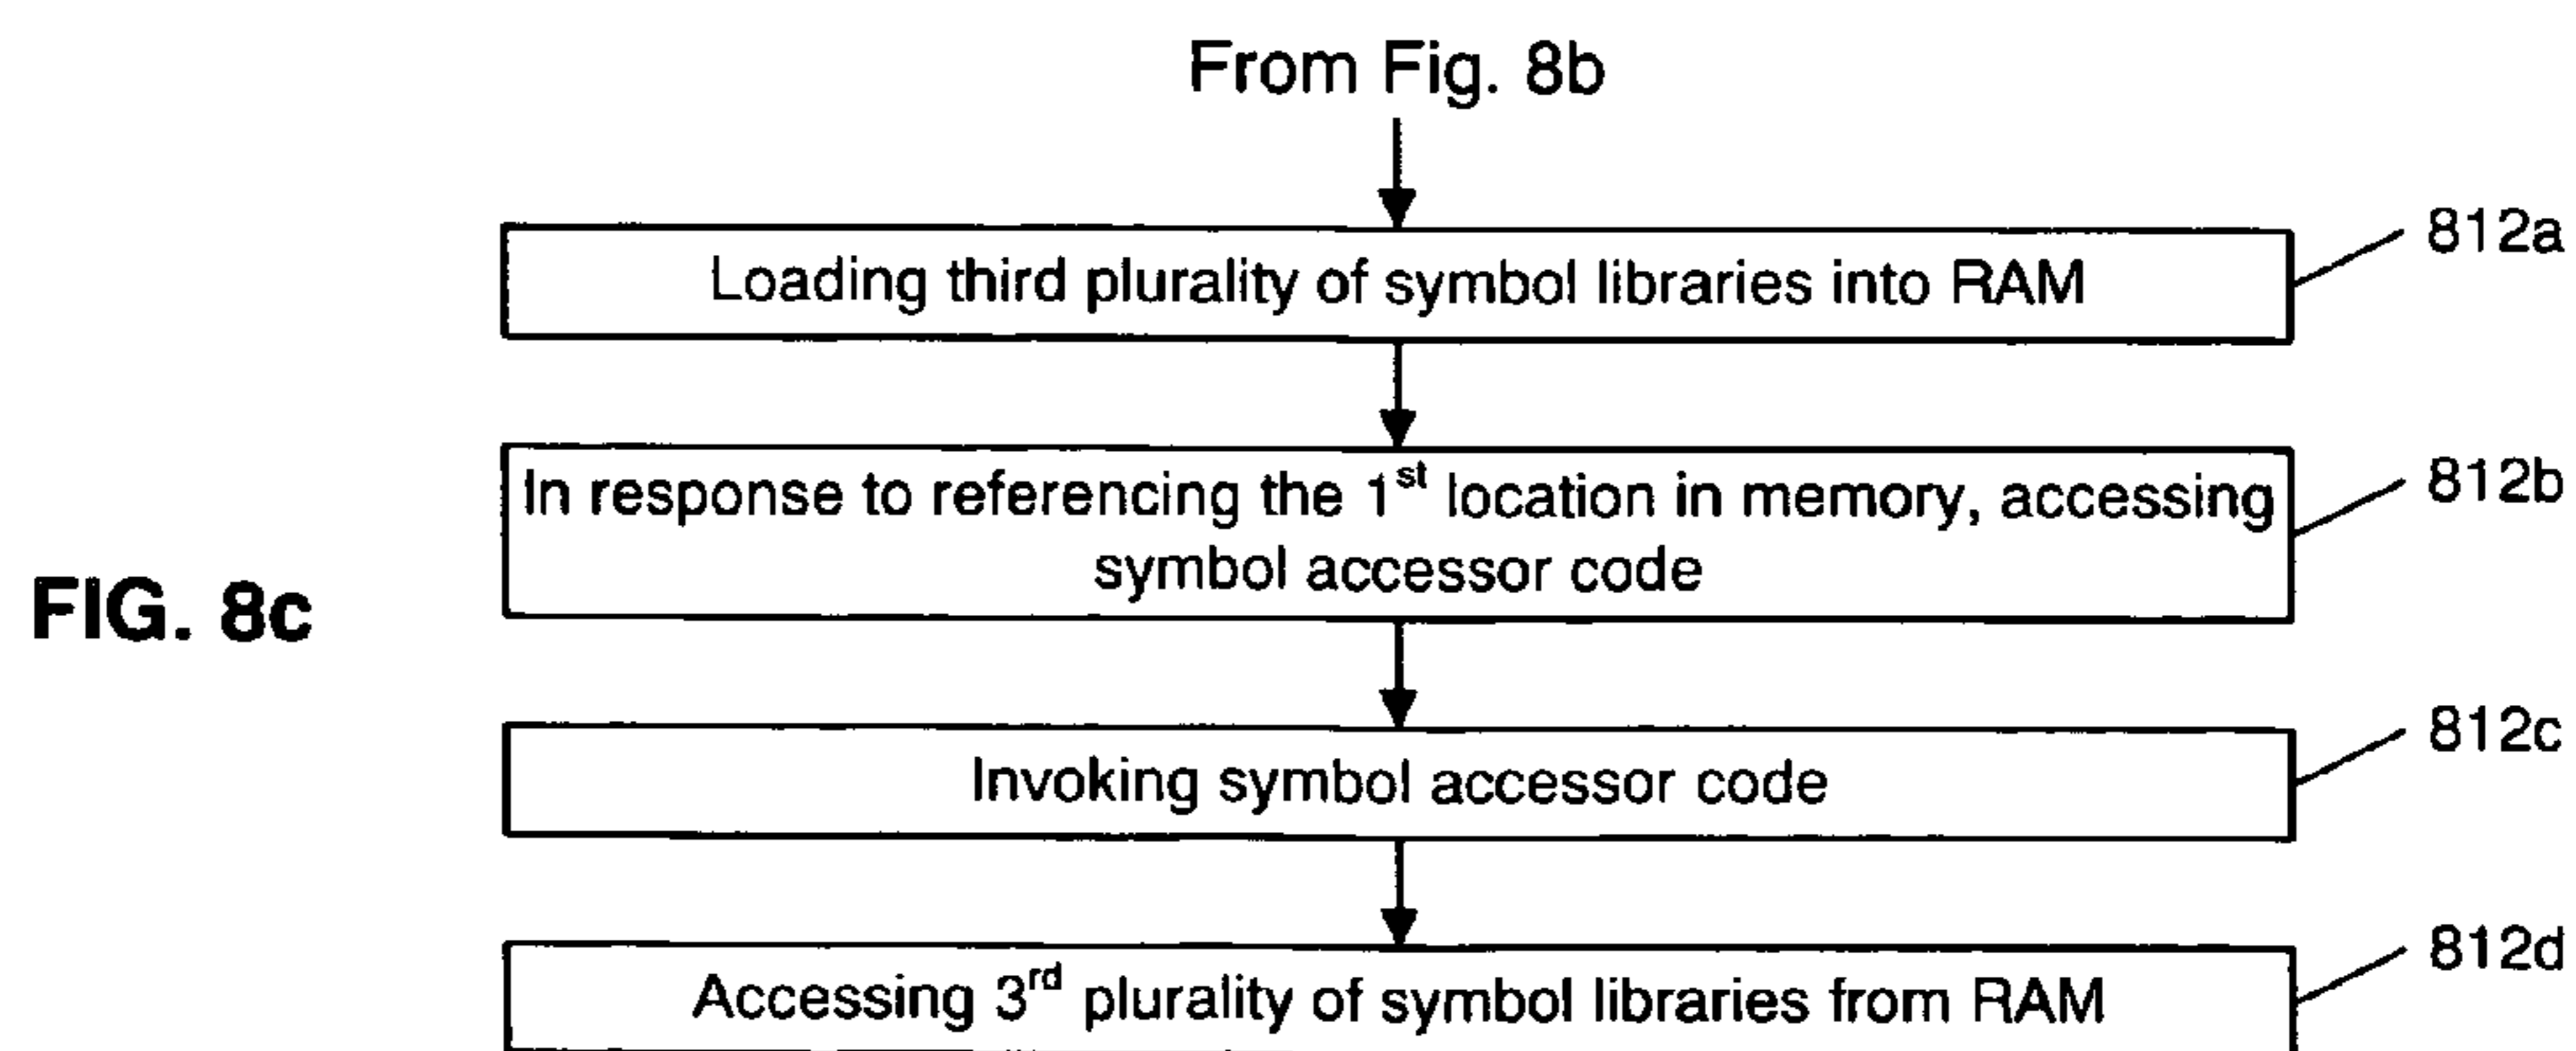 From Fig. 8b
812a
Loading third plurality of symbol libraries into RAM
812b
In response to referencing the 1st location in memory, accessing
symbol accessor code
FIG. 8c
812c
Invoking symbol accessor code
812d
Accessing 3rd plurality of symbol libraries from RAM